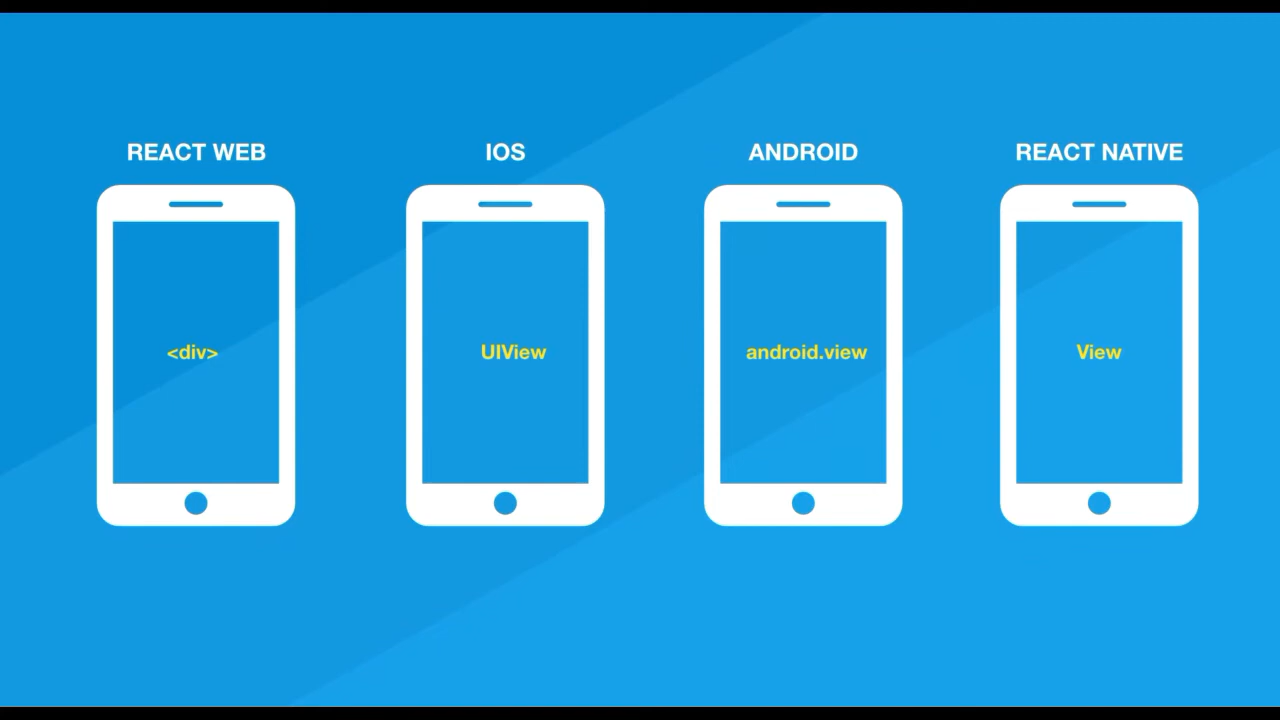 REACT WEB
IOS
ANDROID
REACT NATIVE
<div>
UIView
android.view
View